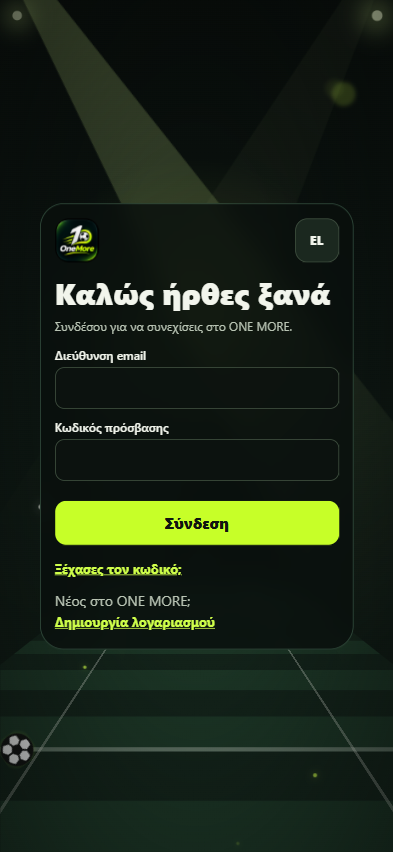 OneMore
EL
Καλώς ήρθες ξανά
Συνδέσου για να συνεχίσεις στο ONE MORE.
Διεύθυνση email
Κωδικός πρόσβασης
Σύνδεση
Ξέχασες τον κωδικό;
Νέος στο ONE MORE;
Δημιουργία λογαριασμού